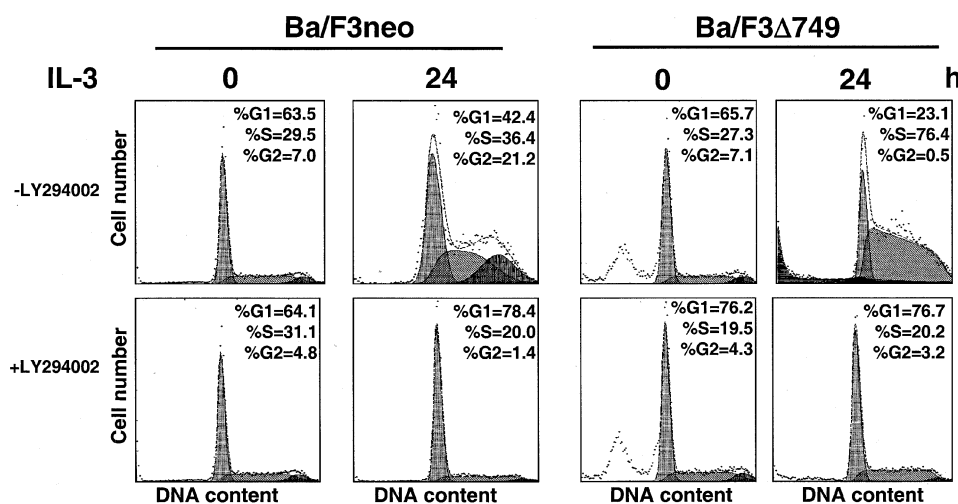 Ba/F3neo Ba/F3Δ749
IL-3 0 24 0 24 h
-LY294002
Cell number
%G1=63.5
%S=29.5
%G2=7.0
%G1=42.4
%S=36.4
%G2=21.2
%G1=65.7
%S=27.3
%G2=7.1
%G1=23.1
%S=76.4
%G2=0.5
+LY294002
Cell number
%G1=64.1
%S=31.1
%G2=4.8
%G1=78.4
%S=20.0
%G2=1.4
%G1=76.2
%S=19.5
%G2=4.3
%G1=76.7
%S=20.2
%G2=3.2
DNA content DNA content DNA content DNA content